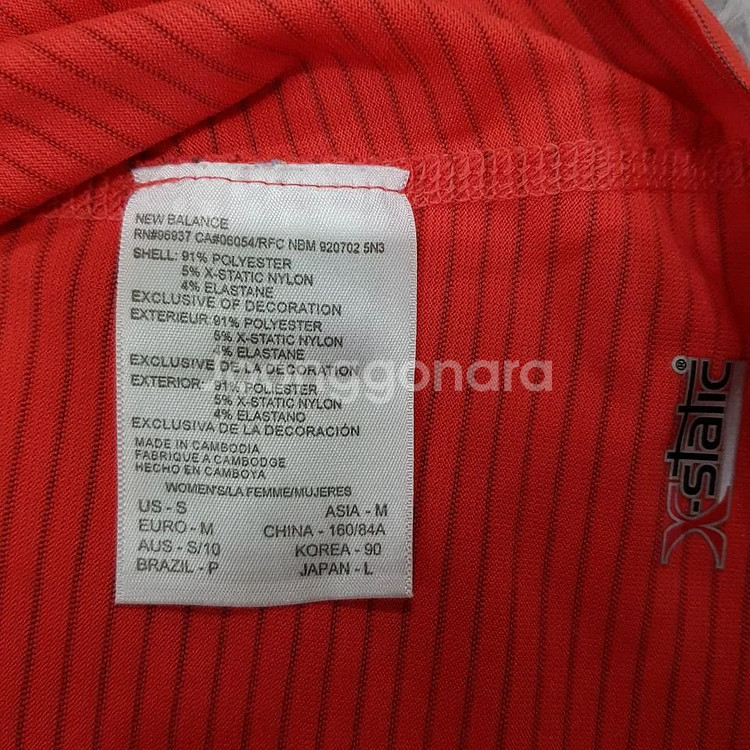 NEW BALANCE
RN#96937 CA#06054/RFC NBM 920702 5N3
SHELL: 91% POLYESTER
5% X-STATIC NYLON
4% ELASTANE
EXCLUSIVE OF DECORATION
EXTERIEUR: 91% POLYESTER
5% X-STATIC NYLON
4% ELASTANE
EXCLUSIVE DE LA DECORATION
EXTERIOR: 91% POLIESTER
5% X-STATIC NYLON
4% ELASTANO
EXCLUSIVA DE LA DECORACIÓN
MADE IN CAMBODIA
FABRIQUE A CAMBODGE
HECHO EN CAMBOYA
WOMEN'S/LA FEMME/MUJERES
US - S ASIA - M
EURO - M CHINA - 160/84A
AUS - S/10 KOREA - 90
BRAZIL - P JAPAN - L
X-static®